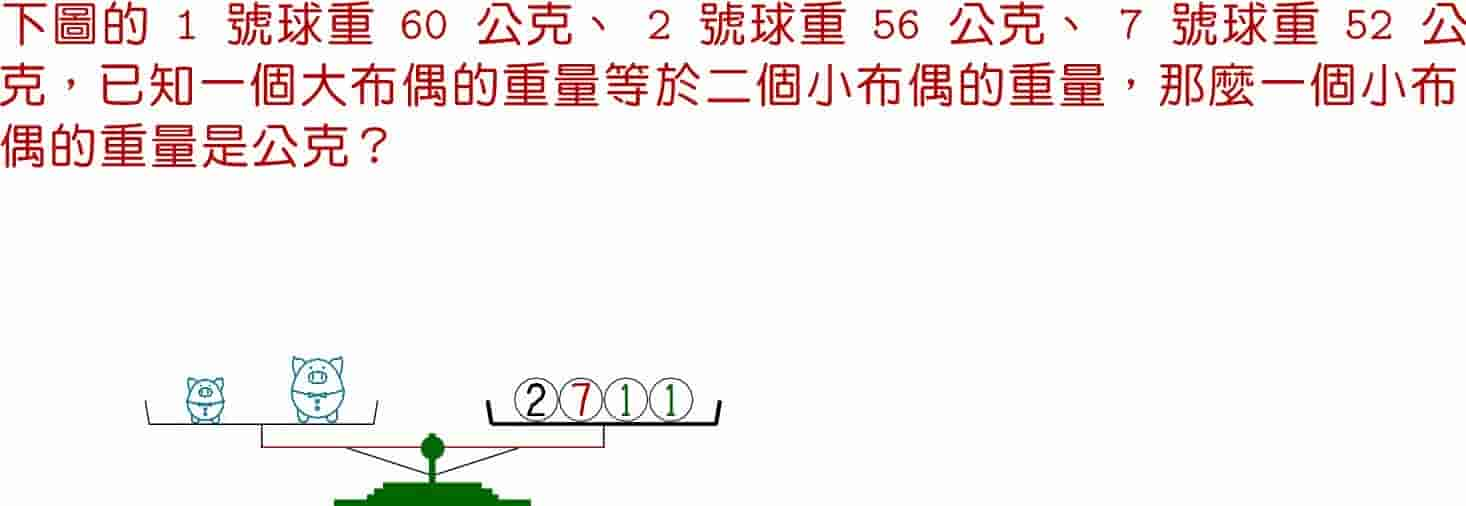 下圖的 1 號球重 60 公克、 2 號球重 56 公克、 7 號球重 52 公
克，已知一個大布偶的重量等於二個小布偶的重量，那麼一個小布
偶的重量是公克？
2 7 1 1